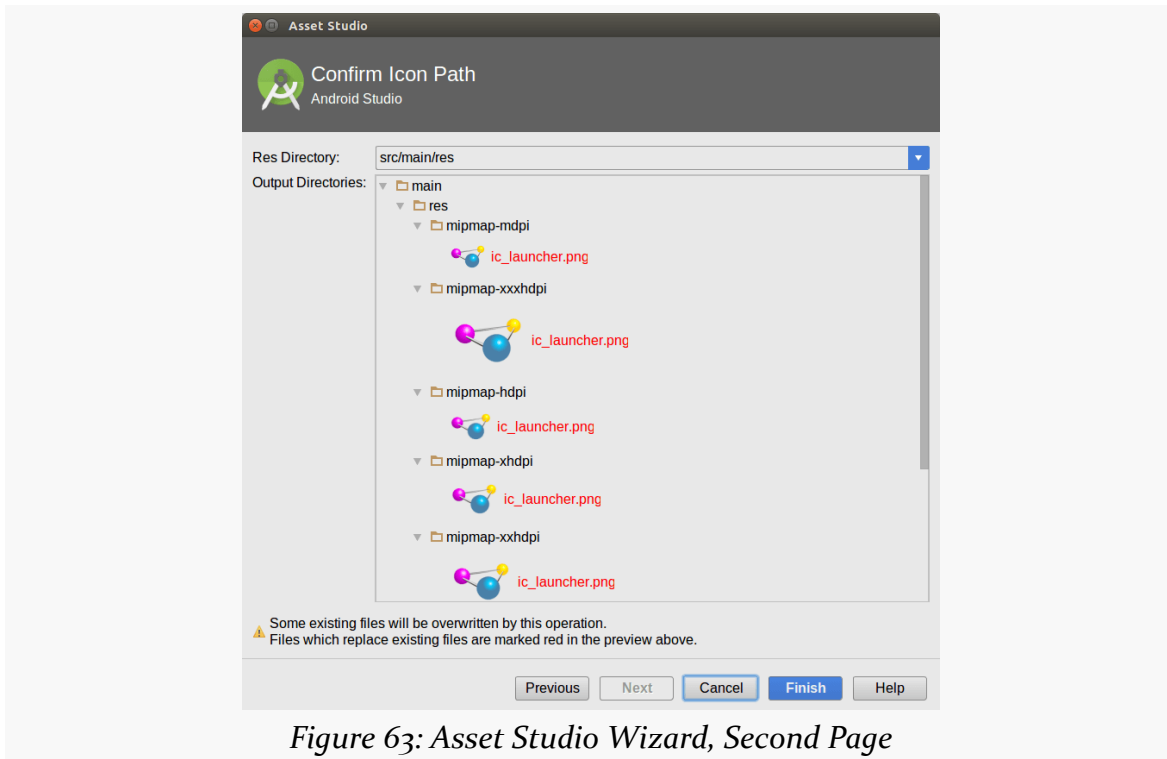 Asset Studio
Confirm Icon Path
Android Studio
Res Directory: src/main/res
Output Directories: main
res
mipmap-mdpi
ic_launcher.png
mipmap-xxxhdpi
ic_launcher.png
mipmap-hdpi
ic_launcher.png
mipmap-xhdpi
ic_launcher.png
mipmap-xxhdpi
ic_launcher.png
Some existing files will be overwritten by this operation.
Files which replace existing files are marked red in the preview above.
Previous Next Cancel Finish Help
Figure 63: Asset Studio Wizard, Second Page